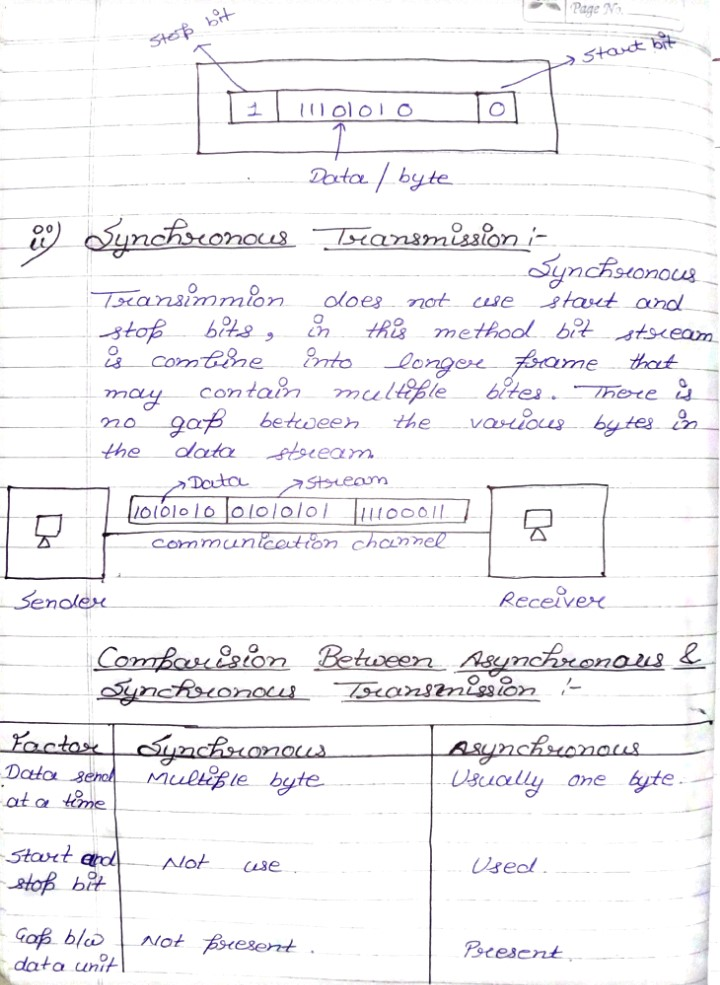 Page No.
Stop bit
Start bit
1 11101010 0
Data / byte
ii) Synchronous Transmission :-
Synchronous
Transimmion does not use start and
stop bits, in this method bit stream
is combine into longer frame that
may contain multiple bites. There is
no gap between the various bytes in
the data stream
Data Stream
10101010 01010101 11100011
communication channel
Sender Receiver
Comparision Between Asynchronous &
Synchronous Transmission :-
Factor Synchronous Asynchronous
Data send Multiple byte Usually one byte.
at a time
Start and Not use. Used.
stop bit
Gap b/w Not present. Present.
data unit